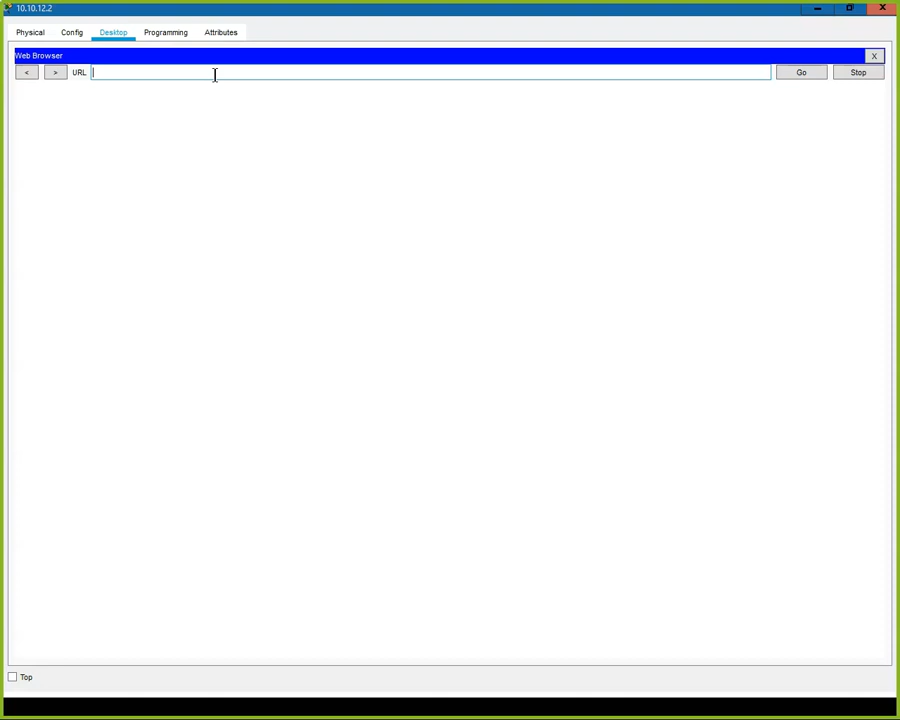 10.10.12.2
Physical Config Desktop Programming Attributes
Web Browser X
< > URL Go Stop
Top